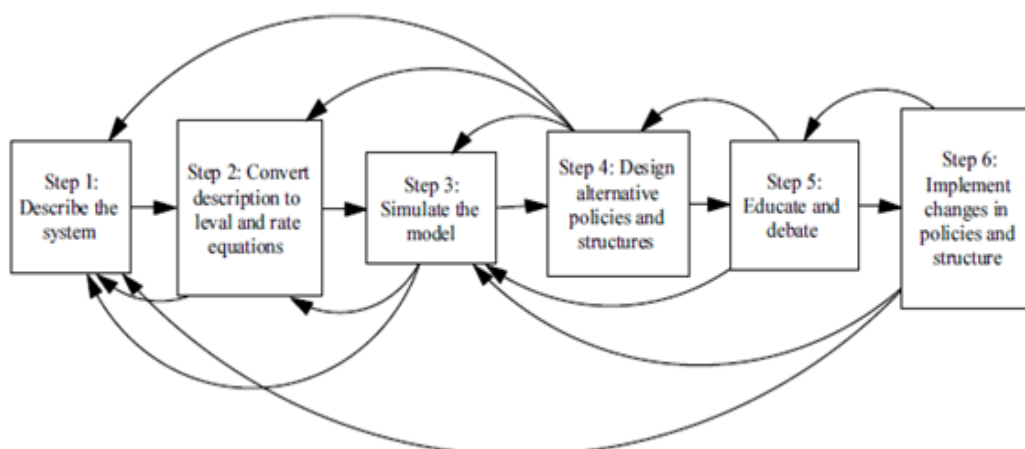 Step 1:
Describe the
system
Step 2: Convert
description to
leval and rate
equations
Step 3:
Simulate the
model
Step 4: Design
alternative
policies and
structures
Step 5:
Educate and
debate
Step 6:
Implement
changes in
policies and
structure